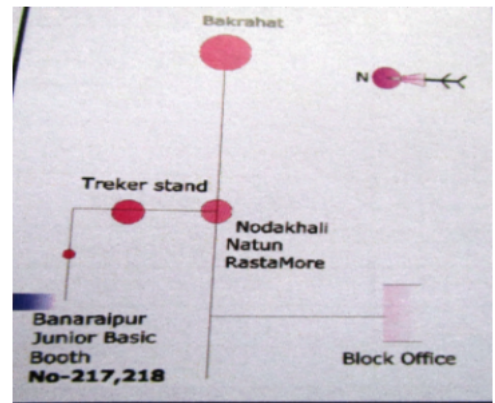 Bakrahat
N
Treker stand
Nodakhali
Natun
RastaMore
Banaraipur
Junior Basic
Booth
No-217,218
Block Office